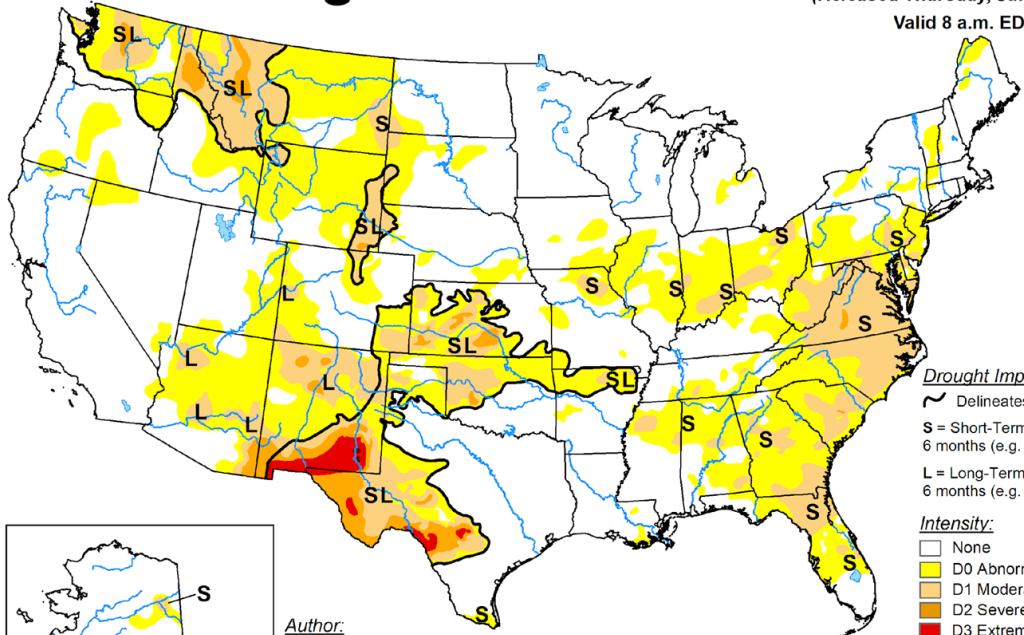 Valid 8 a.m. ED
SL
SL
S
SL
S
S
S
S
S
S
L
SL
L
L
SL
L
L
S
S
SL
S
S
S
S
Drought Imp
Delineates
S = Short-Term
6 months (e.g.
L = Long-Term
6 months (e.g.
Intensity:
None
D0 Abnorm
D1 Modera
D2 Severe
D3 Extrem
Author: